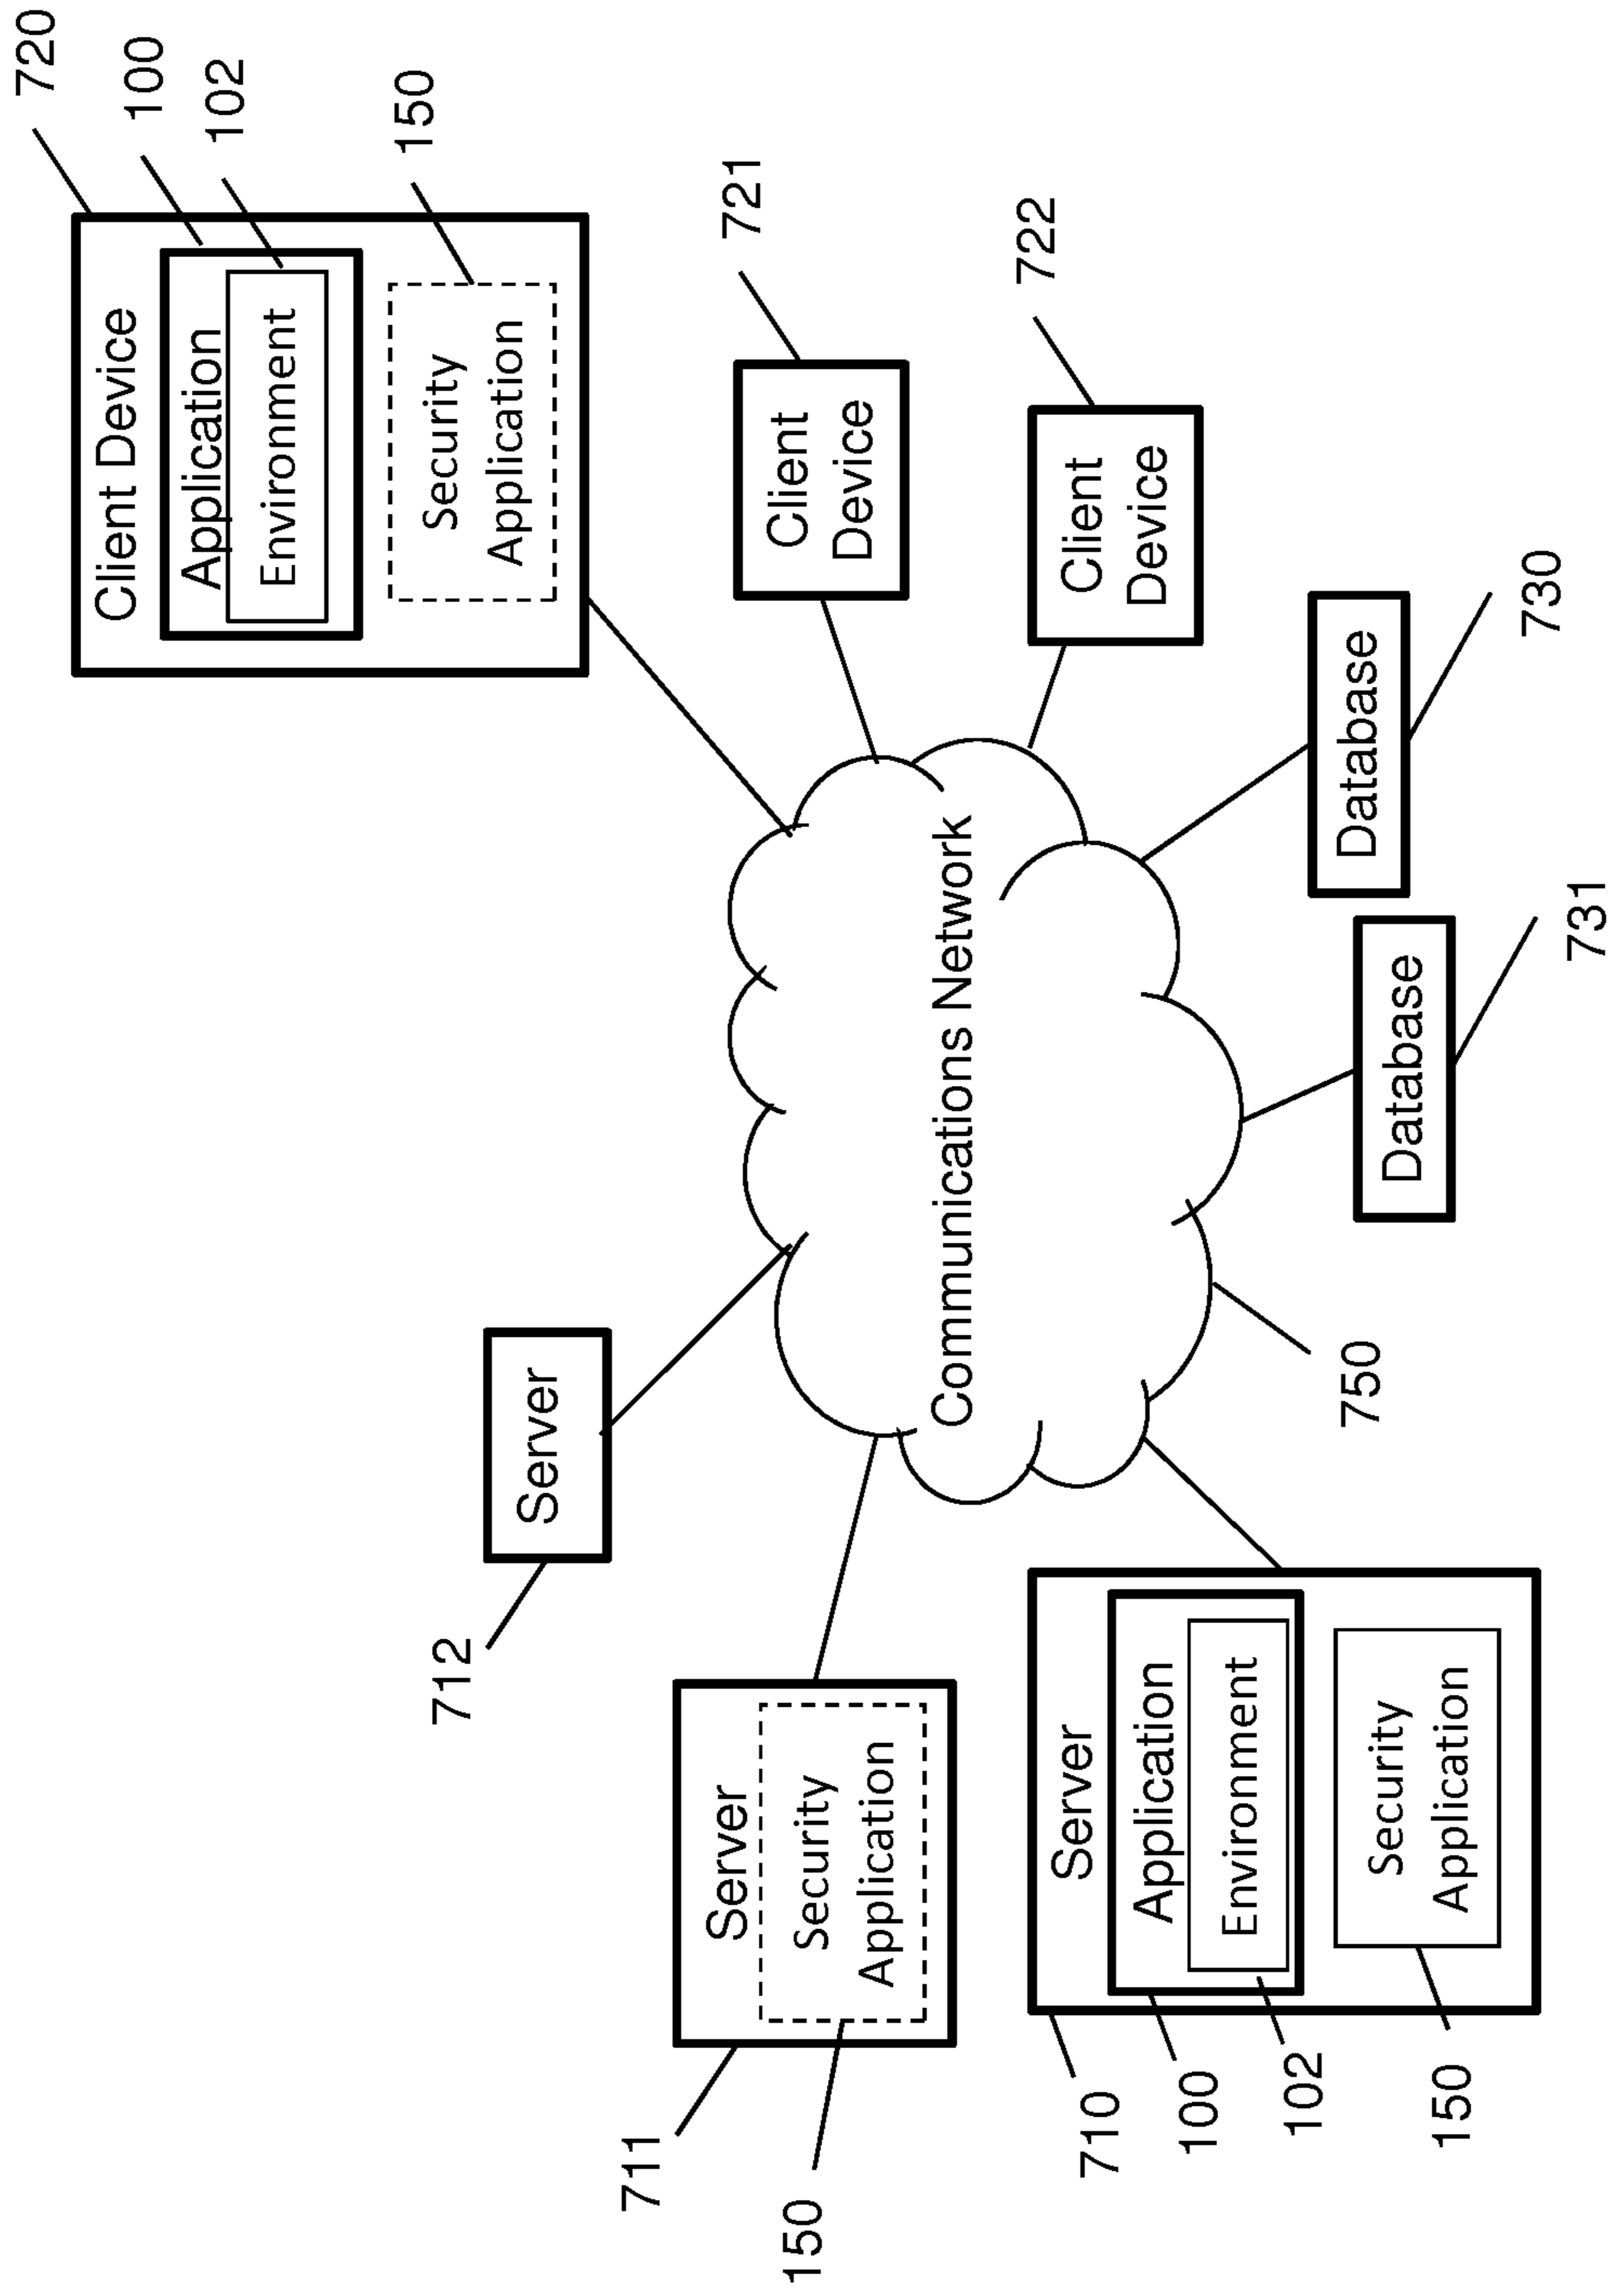 720
100
102
150
Client Device
Application
Environment
Security
Application
712
Server
721
Client
Device
711
150
Server
Security
Application
Communications Network
722
Client
Device
710
100
102
150
Server
Application
Environment
Security
Application
750
Database
731
Database
730